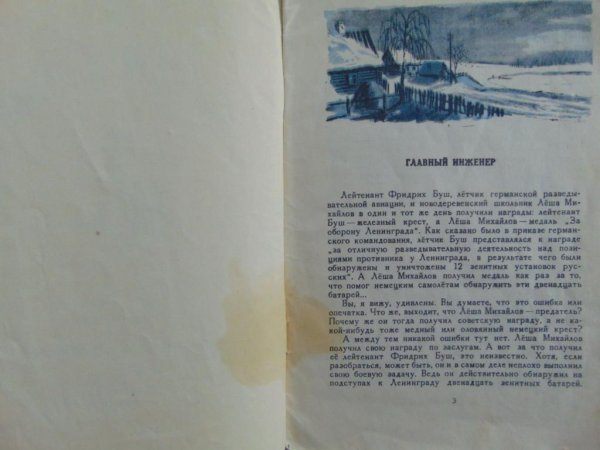 ГЛАВНЫЙ ИНЖЕНЕР
Лейтенант Фридрих Буш, лётчик германской разведы-
вательной авиации, и новодеревенский школьник Лёша Ми-
хайлов в один и тот же день получили награды: лейтенант
Буш — железный крест, а Лёша Михайлов — медаль „За
оборону Ленинграда“. Как сказано было в приказе герман-
ского командования, лётчик Буш представлялся к награде
„за отличную разведывательную деятельность над пози-
циями противника у Ленинграда, в результате чего были
обнаружены и уничтожены 12 зенитных установок рус-
ских“. А Лёша Михайлов получил медаль как раз за то,
что помог немецким самолётам обнаружить эти двенадцать
батарей...
Вы, я вижу, удивлены. Вы думаете, что это ошибка или
опечатка. Что же, выходит, что Лёша Михайлов — предатель?
Почему же он тогда получил советскую награду, а не ка-
кой-нибудь тоже медный или оловянный немецкий крест?
А между тем никакой ошибки тут нет. Лёша Михайлов
получил свою награду по заслугам. А вот за что получил
её лейтенант Фридрих Буш, это неизвестно. Хотя, если
разобраться, может быть, он и в самом деле неплохо выполнил
свою боевую задачу. Ведь он действительно обнаружил на
подступах к Ленинграду двенадцать зенитных батарей.
3